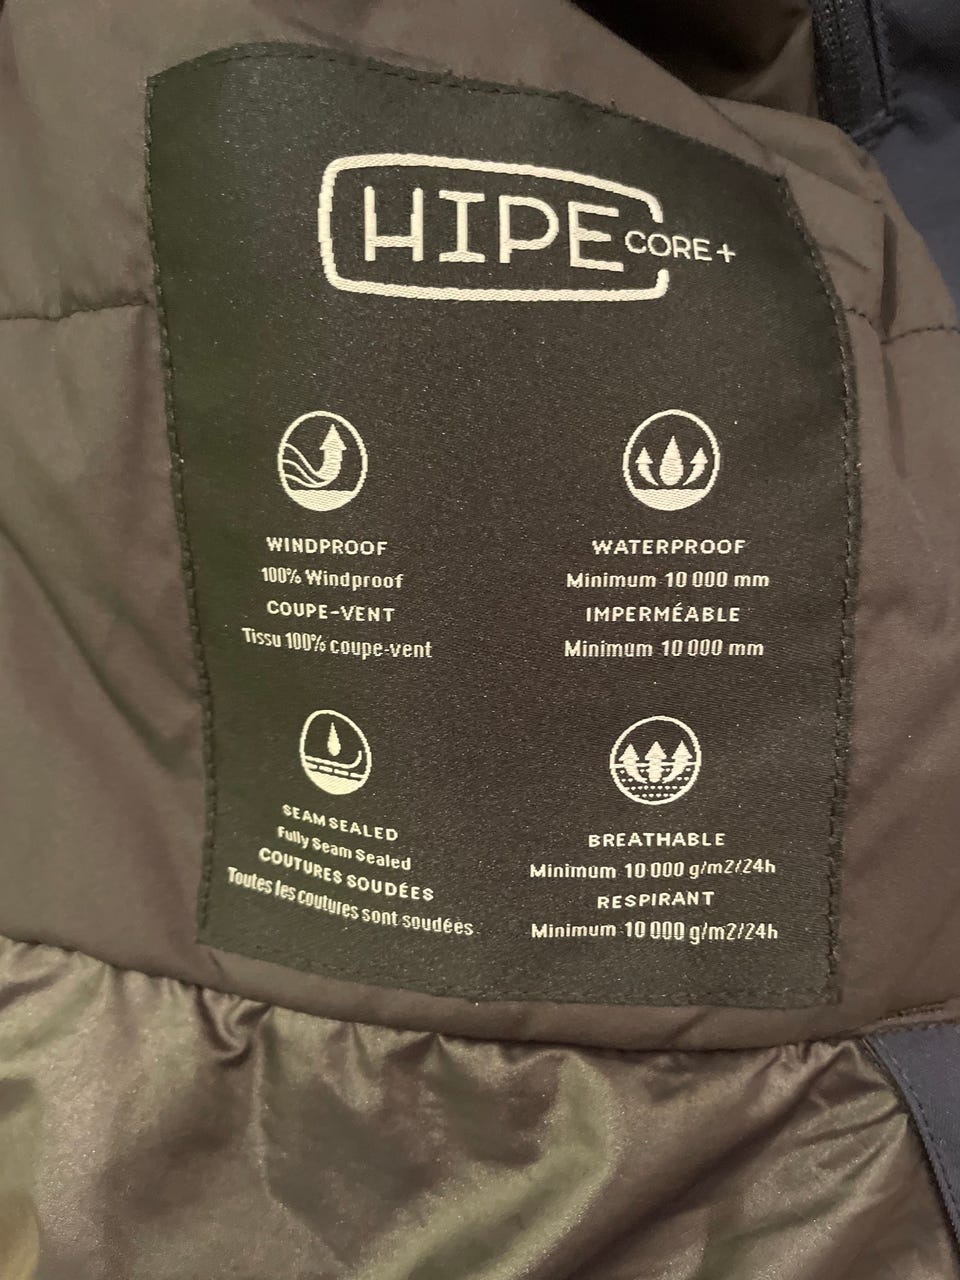 HIPE CORE+
WINDPROOF
100% Windproof
COUPE-VENT
Tissu 100% coupe-vent
WATERPROOF
Minimum 10 000 mm
IMPERMÉABLE
Minimum 10 000 mm
SEAM SEALED
Fully Seam Sealed
COUTURES SOUDÉES
Toutes les coutures sont soudées.
BREATHABLE
Minimum 10 000 g/m2/24h
RESPIRANT
Minimum 10 000 g/m2/24h